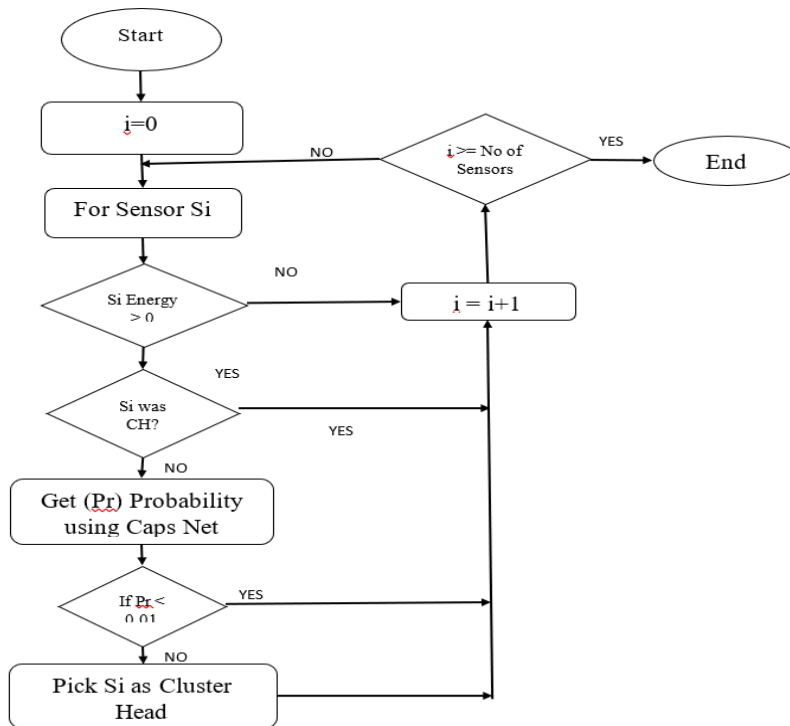 Start
i=0
For Sensor Si
Si Energy
> 0
NO
YES
Si was
CH?
YES
NO
Get (Pr) Probability
using Caps Net
If Pr <
0.01
YES
NO
Pick Si as Cluster
Head
i = i+1
i >= No of
Sensors
NO
YES
End